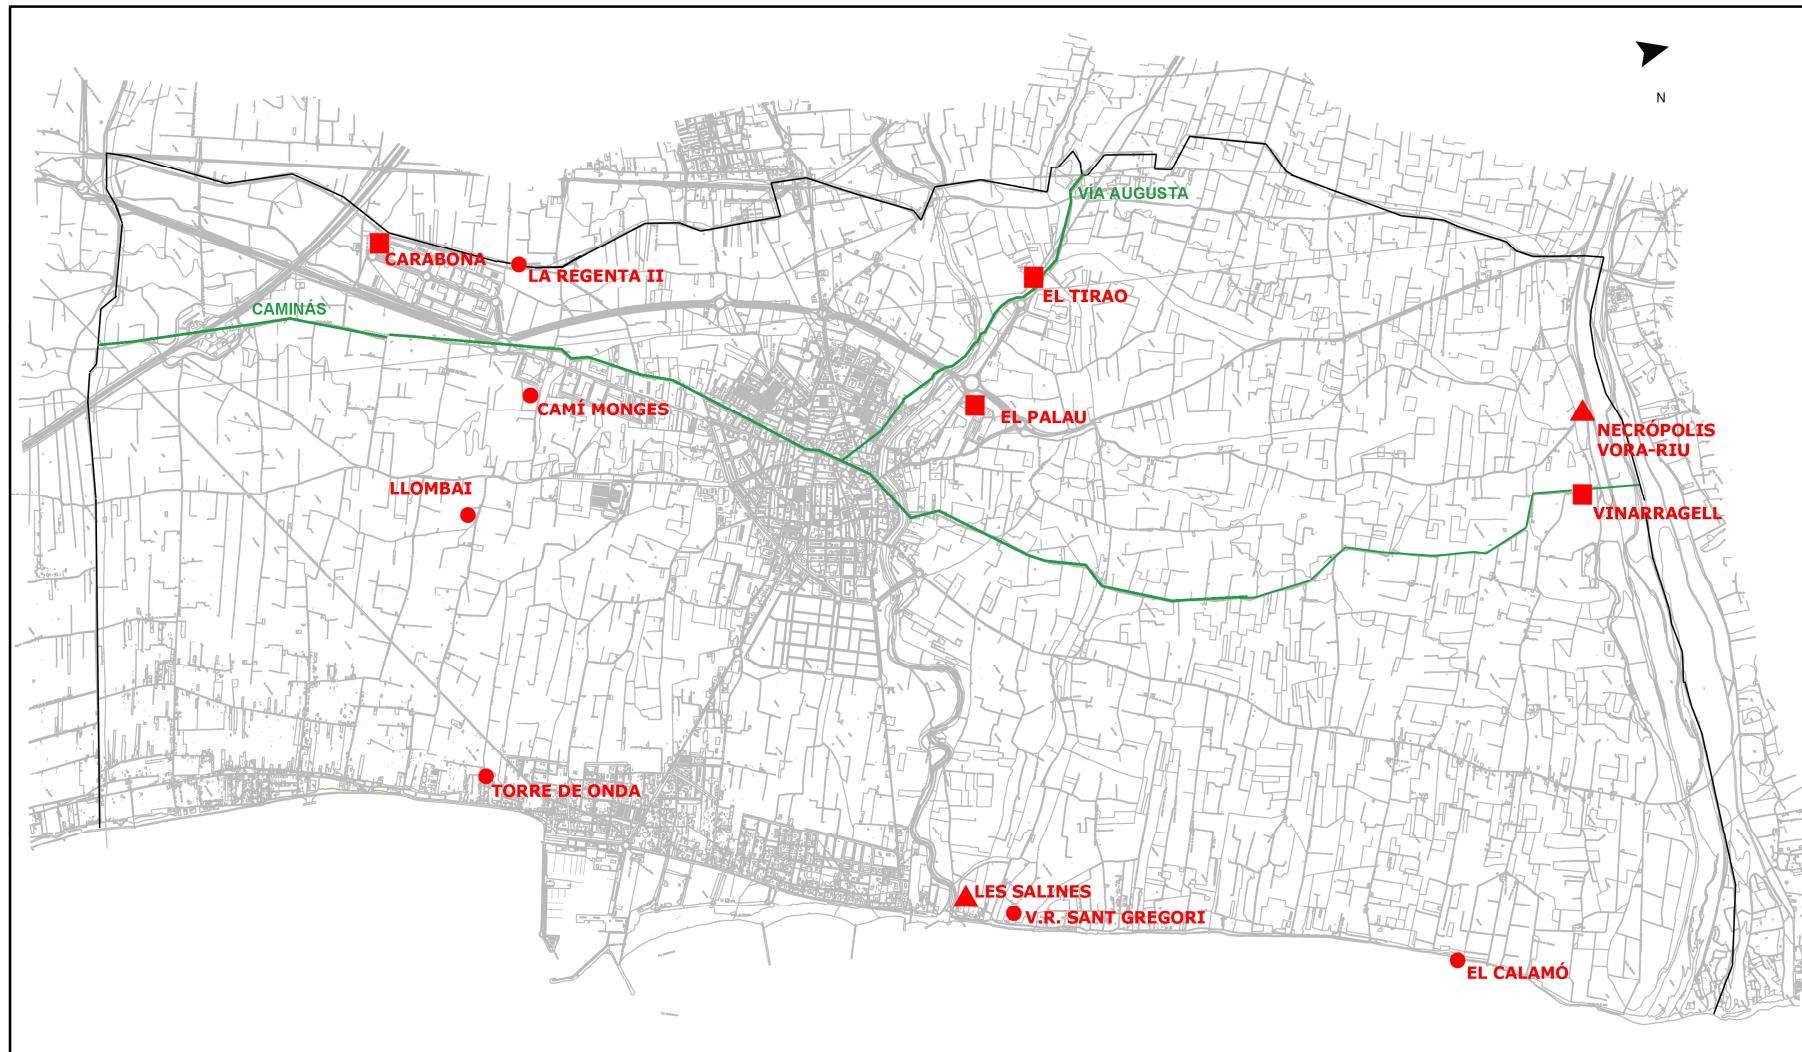 N
VÍA AUGUSTA
CARABONA
LA REGENTA II
EL TIRAO
CAMINÁS
CAMÍ MONGES
EL PALAU
NECRÓPOLIS
VORA-RIU
LLOMBAI
VINARRAGELL
TORRE DE ONDA
LES SALINES
V.R. SANT GREGORI
EL CALAMÓ